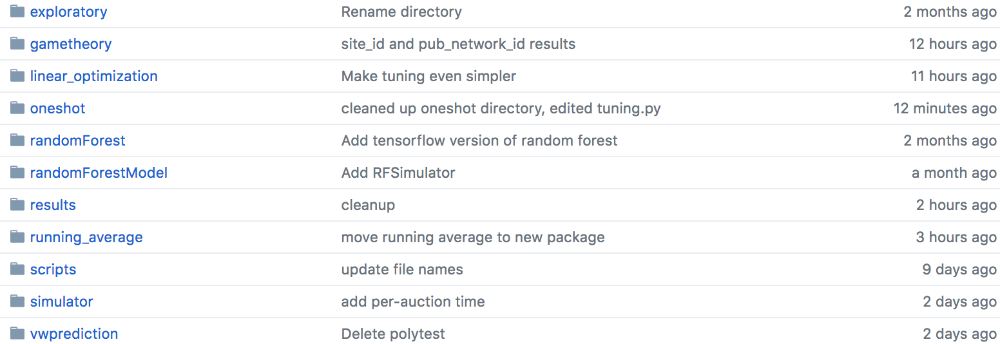 exploratory Rename directory 2 months ago
gametheory site_id and pub_network_id results 12 hours ago
linear_optimization Make tuning even simpler 11 hours ago
oneshot cleaned up oneshot directory, edited tuning.py 12 minutes ago
randomForest Add tensorflow version of random forest 2 months ago
randomForestModel Add RFSimulator a month ago
results cleanup 2 hours ago
running_average move running average to new package 3 hours ago
scripts update file names 9 days ago
simulator add per-auction time 2 days ago
vwprediction Delete polytest 2 days ago